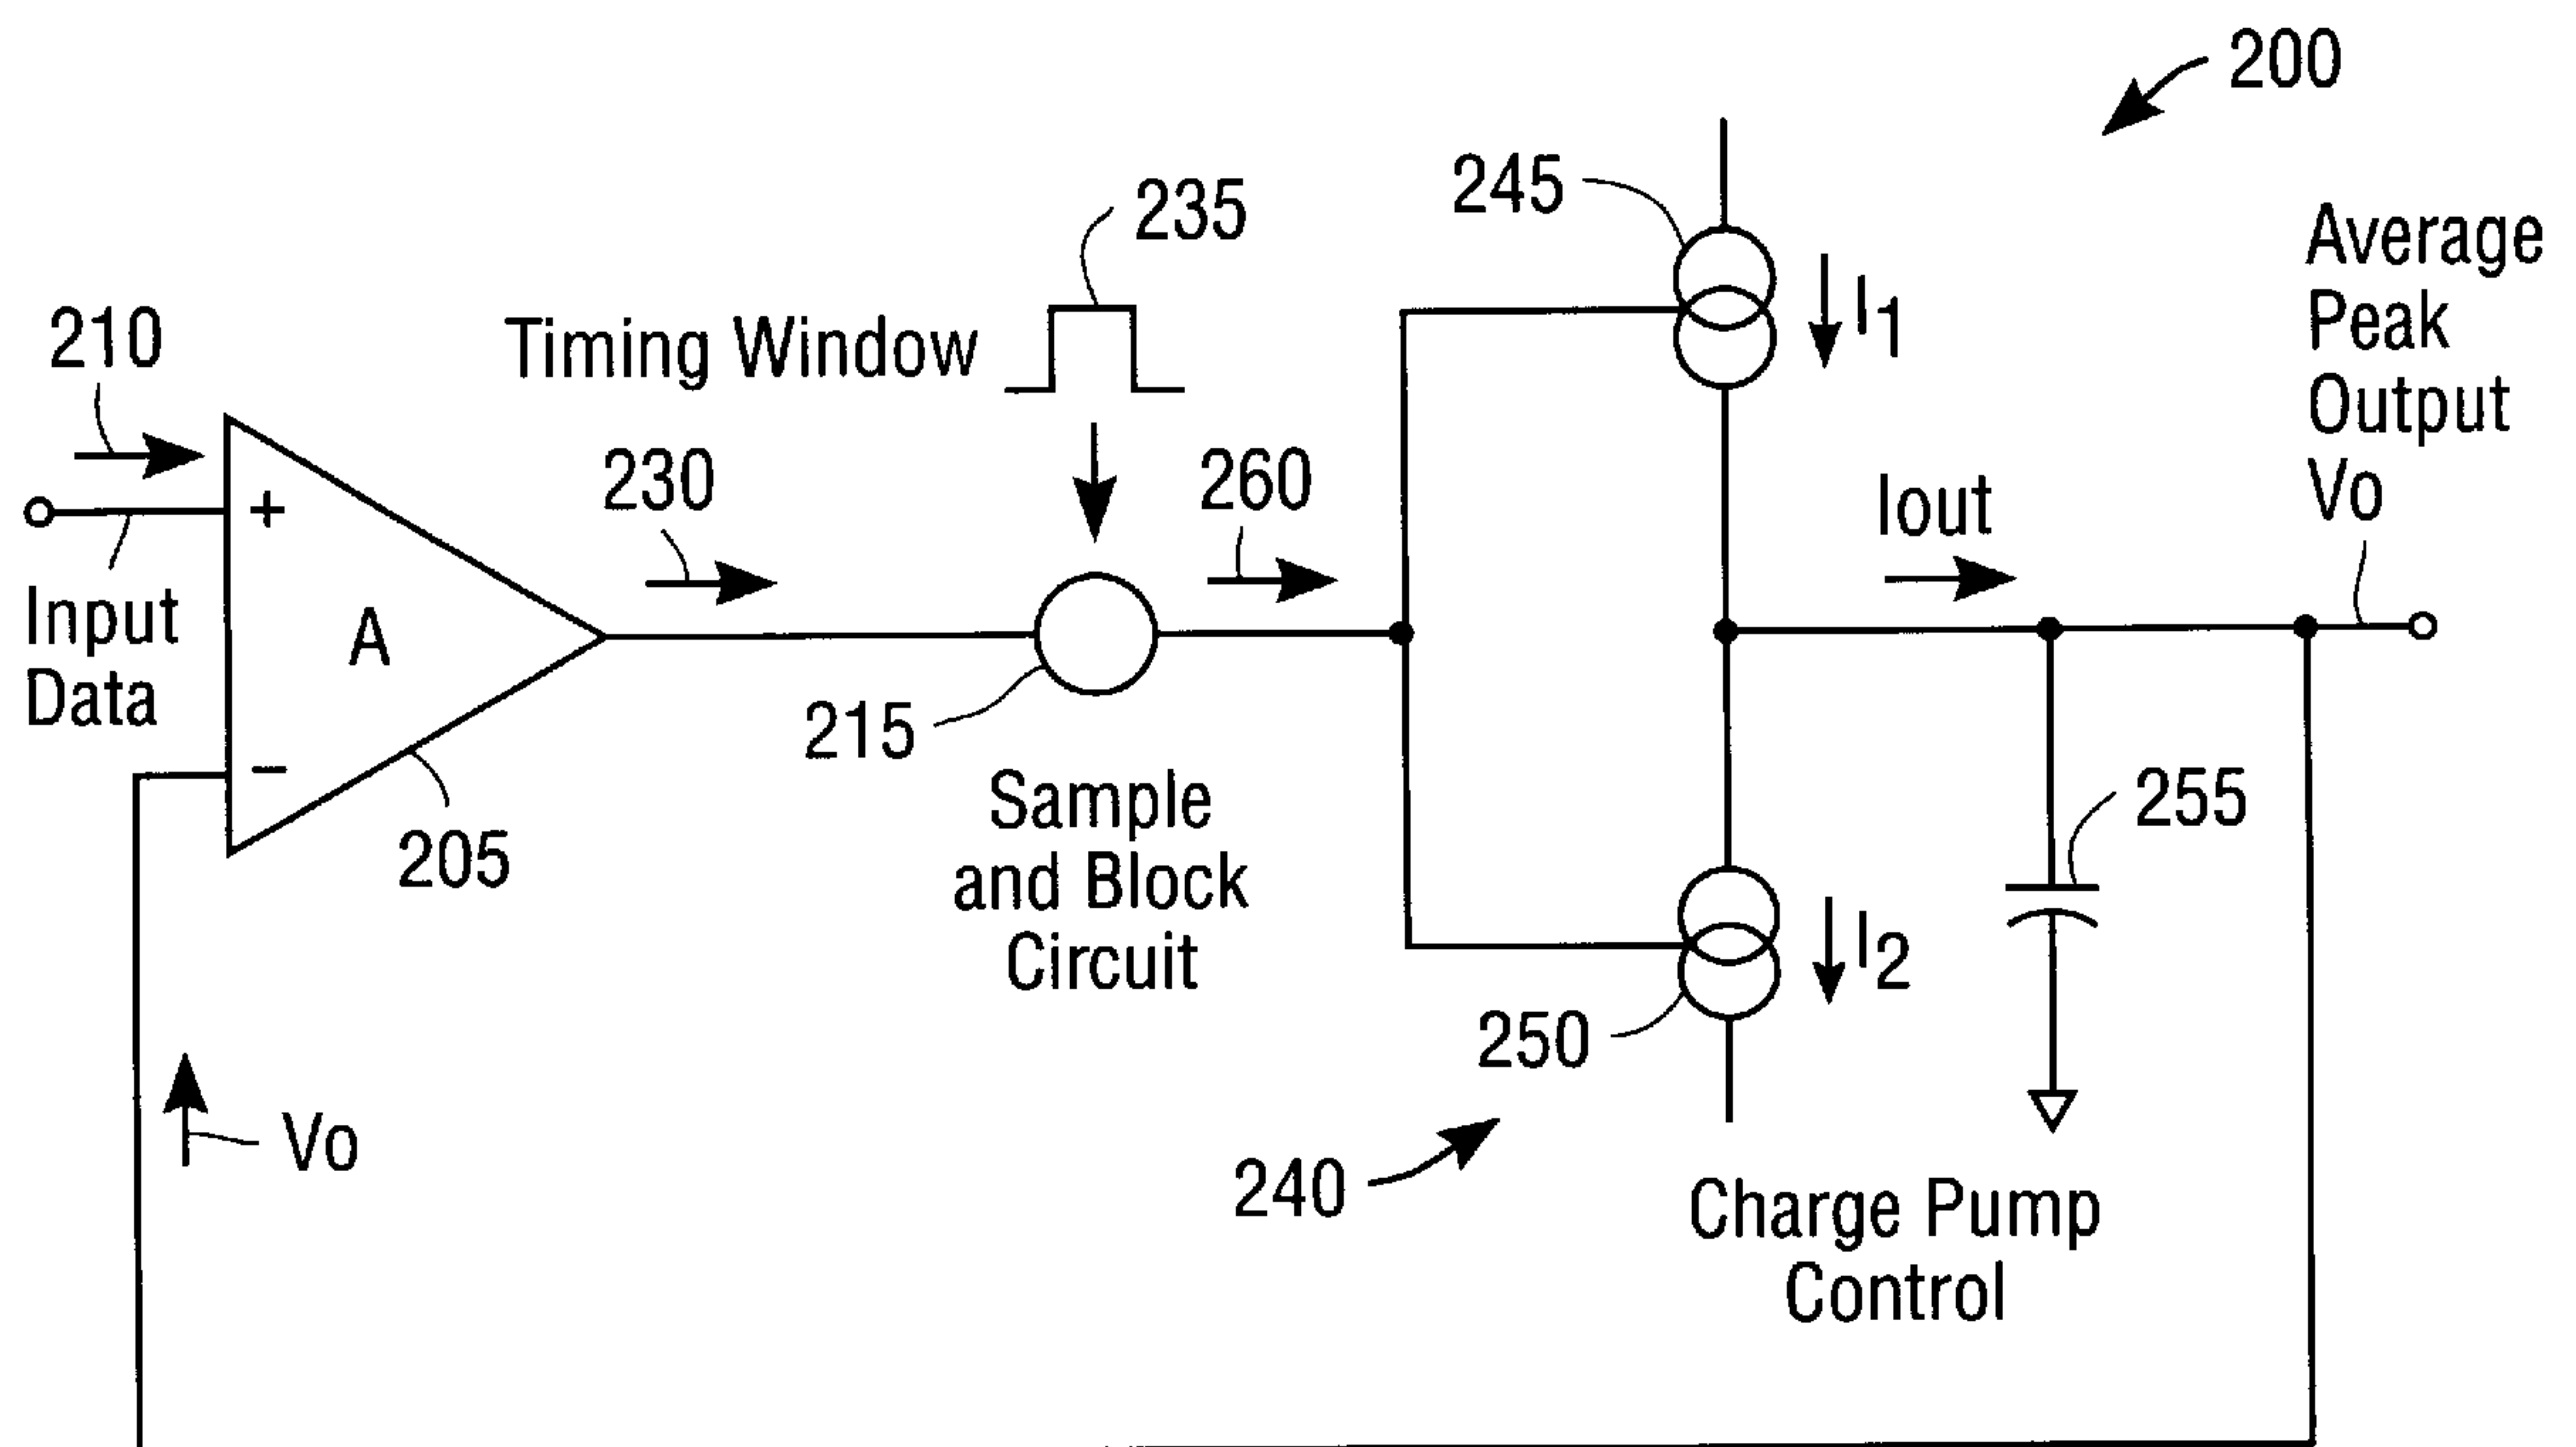 200
245
235
Average
Peak
Output
Vo
I1
210
Timing Window
230
260
Iout
+
Input
Data
A
215
-
205
Sample
and Block
Circuit
255
I2
250
Vo
240
Charge Pump
Control